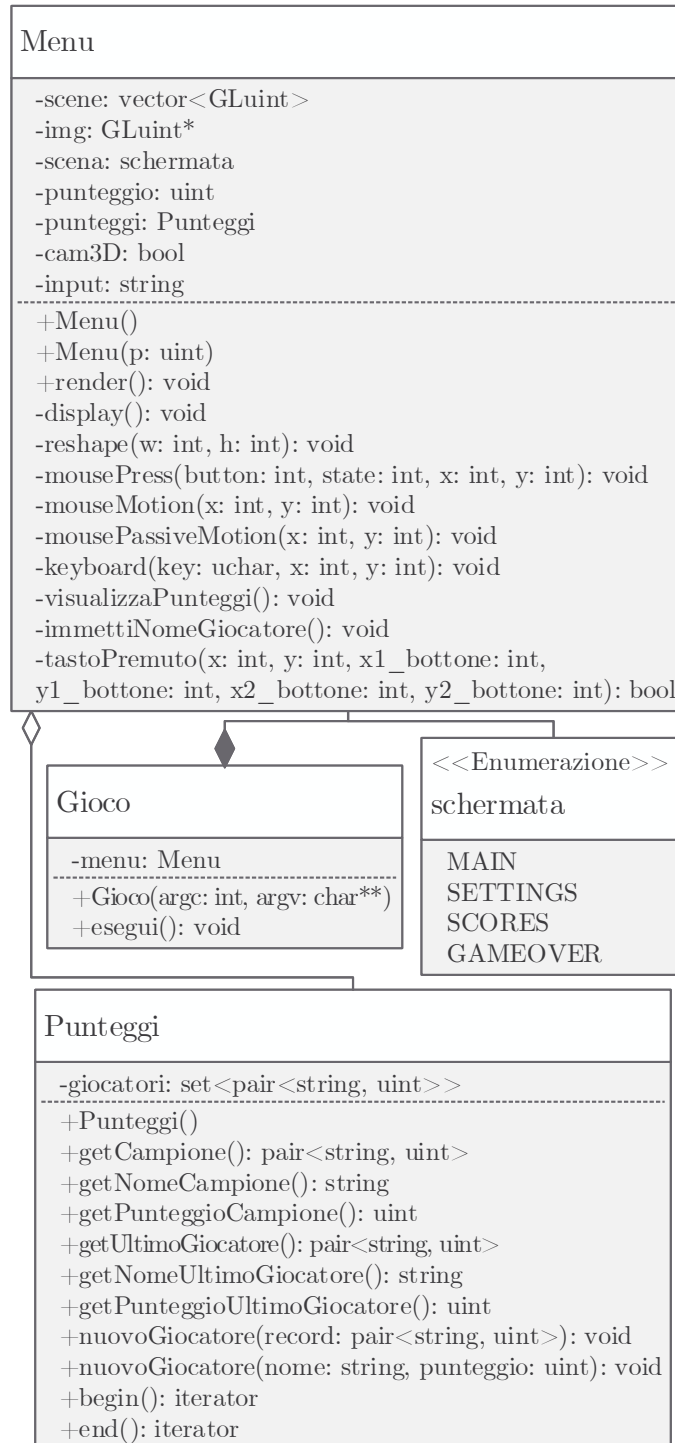 Menu
-scene: vector<GLuint>
-img: GLuint*
-scena: schermata
-punteggio: uint
-punteggi: Punteggi
-cam3D: bool
-input: string
+Menu()
+Menu(p: uint)
+render(): void
-display(): void
-reshape(w: int, h: int): void
-mousePress(button: int, state: int, x: int, y: int): void
-mouseMotion(x: int, y: int): void
-mousePassiveMotion(x: int, y: int): void
-keyboard(key: uchar, x: int, y: int): void
-visualizzaPunteggi(): void
-immettiNomeGiocatore(): void
-tastoPremuto(x: int, y: int, x1_bottone: int,
y1_bottone: int, x2_bottone: int, y2_bottone: int): bool
Gioco
-menu: Menu
+Gioco(argc: int, argv: char**)
+esegui(): void
<<Enumerazione>>
schermata
MAIN
SETTINGS
SCORES
GAMEOVER
Punteggi
-giocatori: set<pair<string, uint>>
+Punteggi()
+getCampione(): pair<string, uint>
+getNomeCampione(): string
+getPunteggioCampione(): uint
+getUltimoGiocatore(): pair<string, uint>
+getNomeUltimoGiocatore(): string
+getPunteggioUltimoGiocatore(): uint
+nuovoGiocatore(record: pair<string, uint>): void
+nuovoGiocatore(nome: string, punteggio: uint): void
+begin(): iterator
+end(): iterator